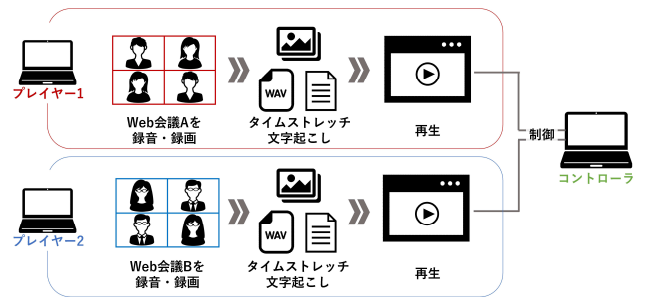 プレイヤー1
Web会議Aを
録音・録画
WAV
タイムストレッチ
文字起こし
再生
制御
コントローラ
プレイヤー2
Web会議Bを
録音・録画
WAV
タイムストレッチ
文字起こし
再生